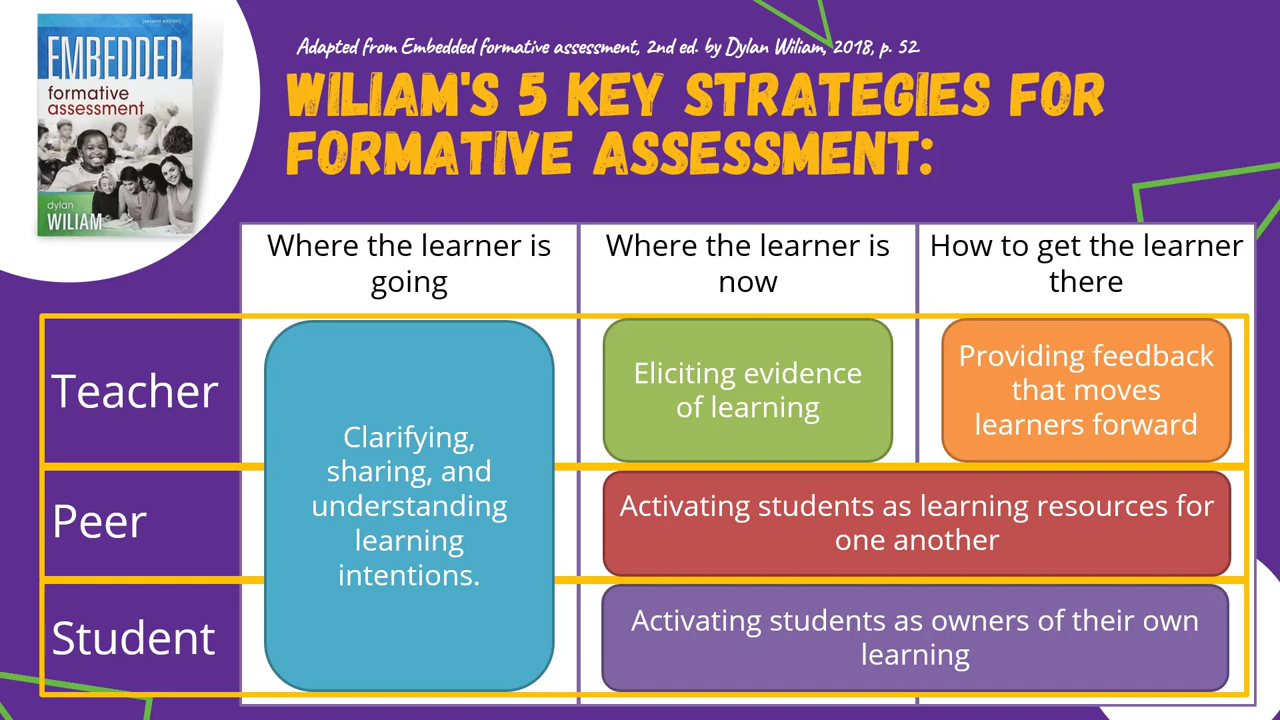 [second edition]
EMBEDDED
formative
assessment
dylan
WILIAM
Adapted from Embedded formative assessment, 2nd ed. by Dylan Wiliam, 2018, p. 52
WILIAM'S 5 KEY STRATEGIES FOR
FORMATIVE ASSESSMENT:
Where the learner is
going
Where the learner is
now
How to get the learner
there
Teacher
Clarifying,
sharing, and
understanding
learning
intentions.
Eliciting evidence
of learning
Providing feedback
that moves
learners forward
Peer
Activating students as learning resources for
one another
Student
Activating students as owners of their own
learning